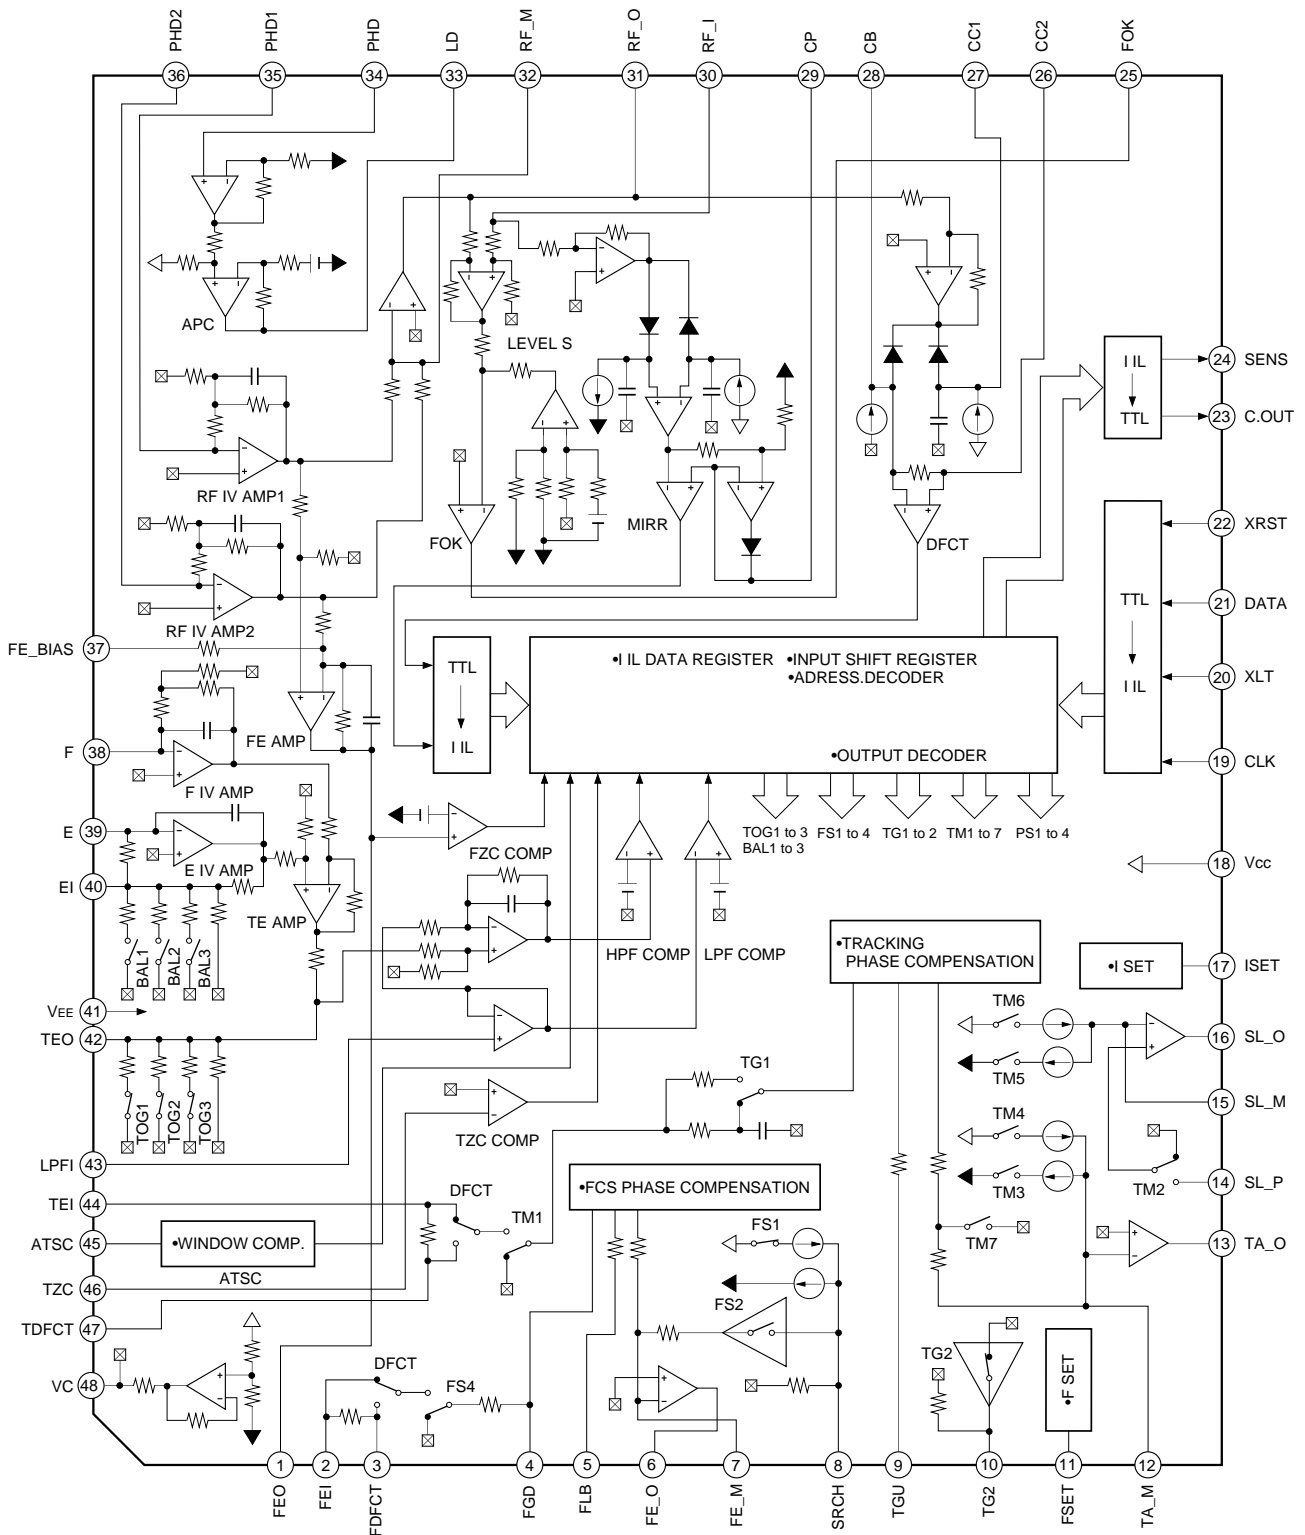 PHD2
PHD1
PHD
LD
RF_M
RF_O
RF_I
CP
CB
CC1
CC2
FOK
36
35
34
33
32
31
30
29
28
27
26
25
APC
LEVEL S
I IL
TTL
24 SENS
23 C.OUT
RF IV AMP1
FOK
MIRR
DFCT
22 XRST
TTL
I IL
21 DATA
20 XLT
19 CLK
RF IV AMP2
FE_BIAS 37
TTL
I IL
•I IL DATA REGISTER •INPUT SHIFT REGISTER
•ADRESS.DECODER
•OUTPUT DECODER
FE AMP
F 38
F IV AMP
E 39
E IV AMP
EI 40
TE AMP
FZC COMP
TOG1 to 3
BAL1 to 3
FS1 to 4
TG1 to 2
TM1 to 7
PS1 to 4
18 Vcc
BAL1
BAL2
BAL3
HPF COMP
LPF COMP
•TRACKING
PHASE COMPENSATION
•I SET
17 ISET
VEE 41
TEO 42
TM6
16 SL_O
TM5
15 SL_M
TOG1
TOG2
TOG3
TZC COMP
TG1
TM4
TM3
TM2
14 SL_P
LPFI 43
TEI 44
DFCT
TM1
•FCS PHASE COMPENSATION
ATSC 45
•WINDOW COMP.
ATSC
FS1
TM7
13 TA_O
TZC 46
FS2
TDFCT 47
VC 48
DFCT
FS4
TG2
•F SET
1
2
3
4
5
6
7
8
9
10
11
12
FEO
FEI
FDFCT
FGD
FLB
FE_O
FE_M
SRCH
TGU
TG2
FSET
TA_M